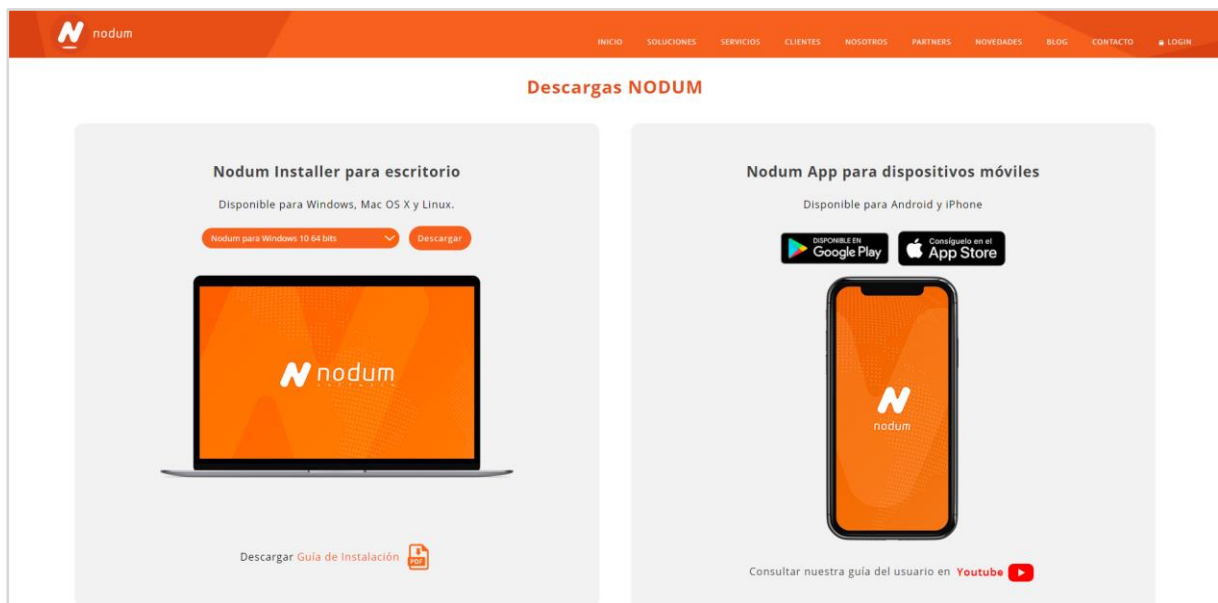 nodum
INICIO SOLUCIONES SERVICIOS CLIENTES NOSOTROS PARTNERS NOVEDADES BLOG CONTACTO LOGIN
Descargas NODUM
Nodum Installer para escritorio
Disponible para Windows, Mac OS X y Linux.
Nodum para Windows 10 64 bits
Descargar
nodum
SOFTWARE
Descargar Guía de Instalación
PDF
Nodum App para dispositivos móviles
Disponible para Android y iPhone
DISPONIBLE EN
Google Play
Consíguelo en el
App Store
nodum
Consultar nuestra guía del usuario en Youtube